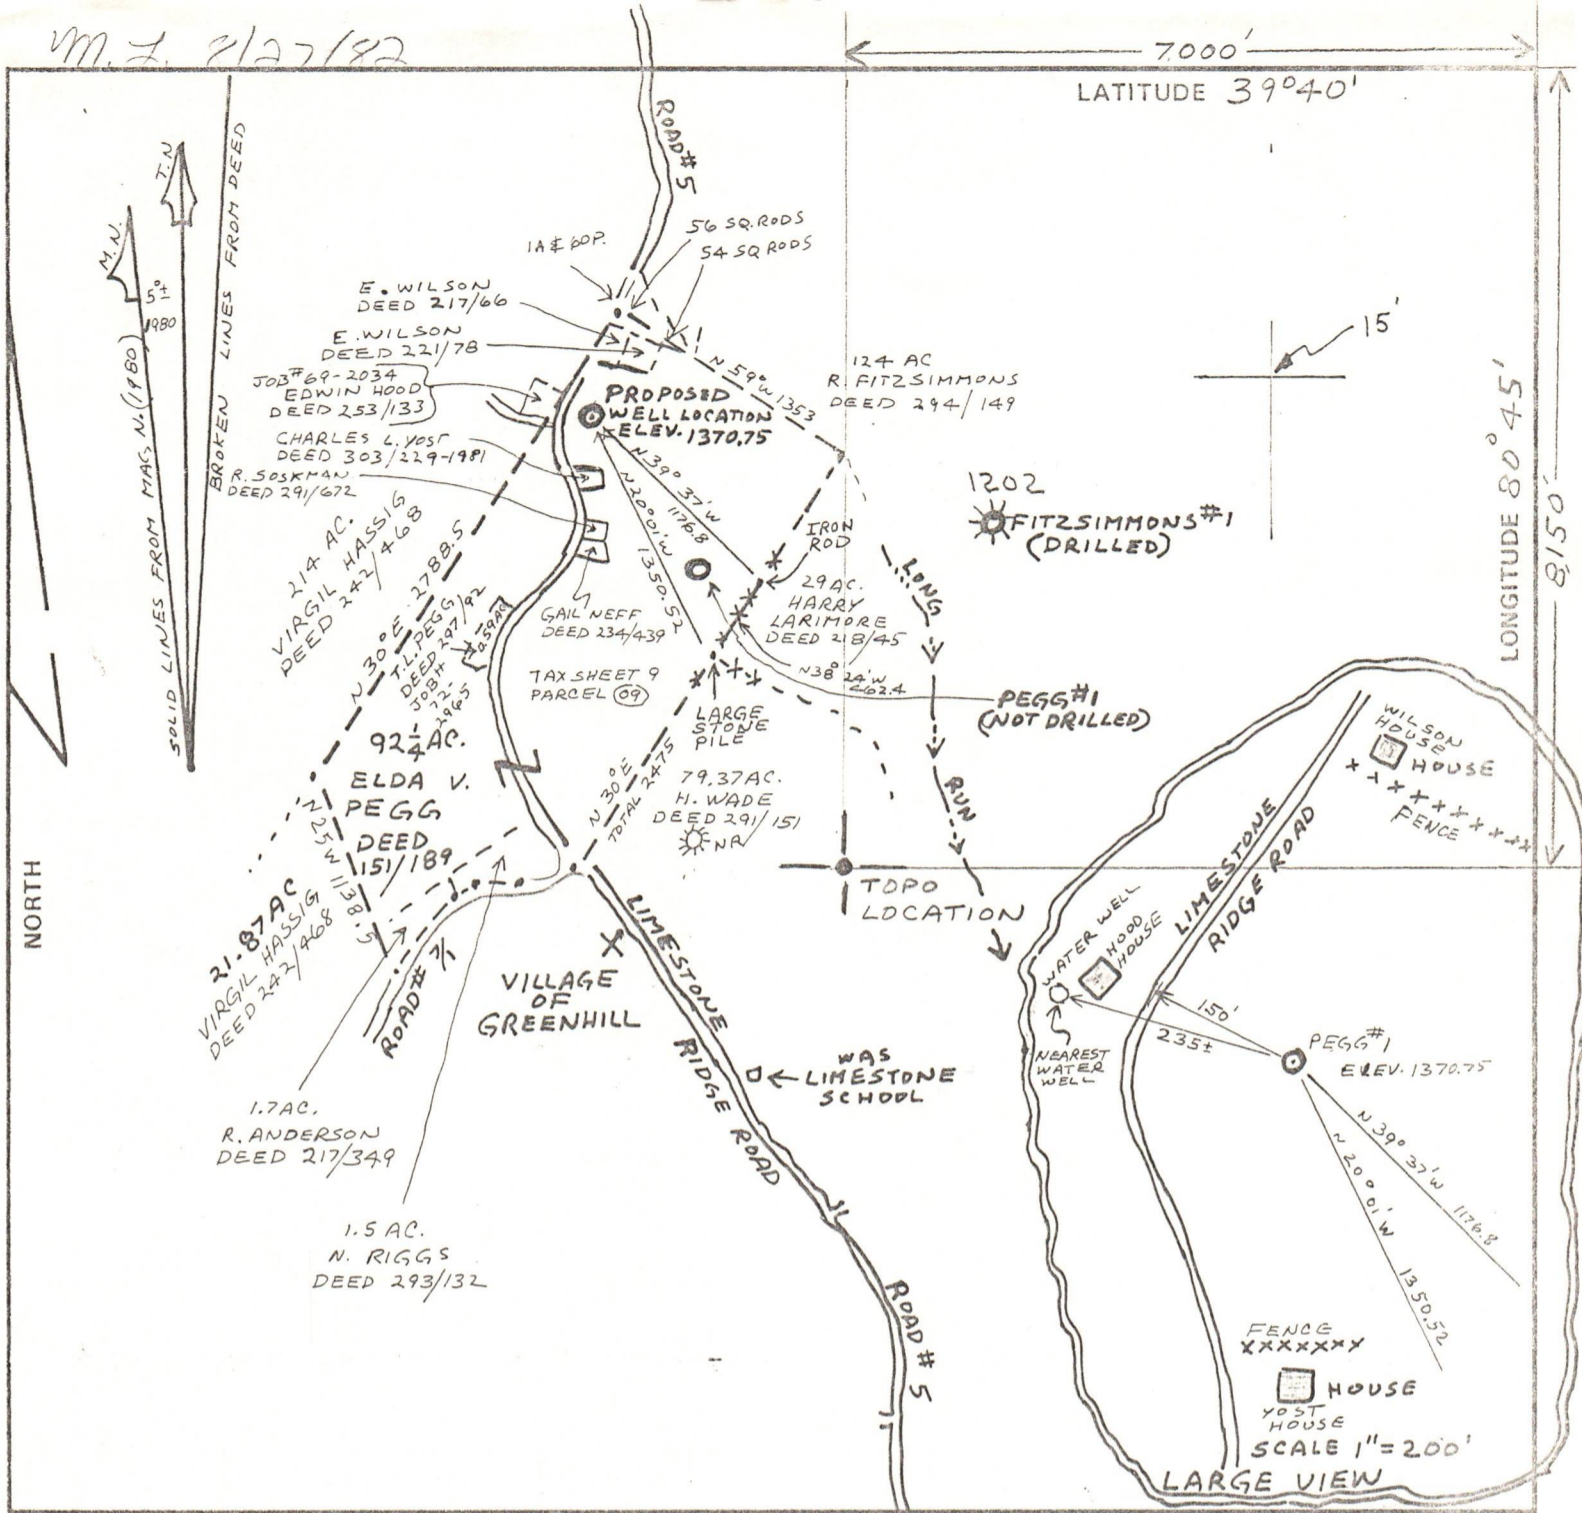 M.L. 8/27/82
7,000'
LATITUDE 39°40'
LONGITUDE 80°45'
8,150'
15'
NORTH
T.N
M.N.
5°±
1980
SOLID LINES FROM MAG. N. (1980)
BROKEN LINES FROM DEED
ROAD# 5
1A & 60P.
56 SQ. RODS
54 SQ RODS
E. WILSON
DEED 217/66
E. WILSON
DEED 221/78
JOB# 69-2034
EDWIN HOOD
DEED 253/133
CHARLES L. YOST
DEED 303/229-1981
R. SOSKMAN
DEED 291/672
PROPOSED
WELL LOCATION
ELEV. 1370.75
N 59° W 1353
124 AC
R. FITZSIMMONS
DEED 294/149
N 39° 37' W
1176.8
N 20° 01' W
1350.52
1202
FITZSIMMONS #1
(DRILLED)
IRON
ROD
29 AC.
HARRY
LARIMORE
DEED 218/45
N 38° 24' W
462.4
PEGG #1
(NOT DRILLED)
LONG
RUN
214 AC.
VIRGIL HASSIG
DEED 242/468
N 30° E 2788.5
T.L. PEGG
DEED 297/92
JOB#
72-
2965
0.59 AC
GAIL NEFF
DEED 234/439
TAX SHEET 9
PARCEL (09)
LARGE
STONE
PILE
92 1/4 AC.
ELDA V.
PEGG
DEED
151/189
N 25 W 1138.5
N 30° E
TOTAL 2475
79.37 AC.
H. WADE
DEED 291/151
NR
TOPO
LOCATION
21.87 AC
VIRGIL HASSIG
DEED 242/468
ROAD# 7/1
VILLAGE
OF
GREENHILL
LIMESTONE
RIDGE ROAD
WAS
LIMESTONE
SCHOOL
1.7 AC.
R. ANDERSON
DEED 217/349
1.5 AC.
N. RIGGS
DEED 293/132
ROAD# 5
WILSON
HOUSE
HOUSE
FENCE
LIMESTONE
RIDGE ROAD
WATER WELL
HOOD
HOUSE
NEAREST
WATER
WELL
150'
235±
PEGG #1
ELEV. 1370.75
N 39° 37' W 1176.8
N 20° 01' W 1350.52
FENCE
HOUSE
YOST
HOUSE
SCALE 1"=200'
LARGE VIEW